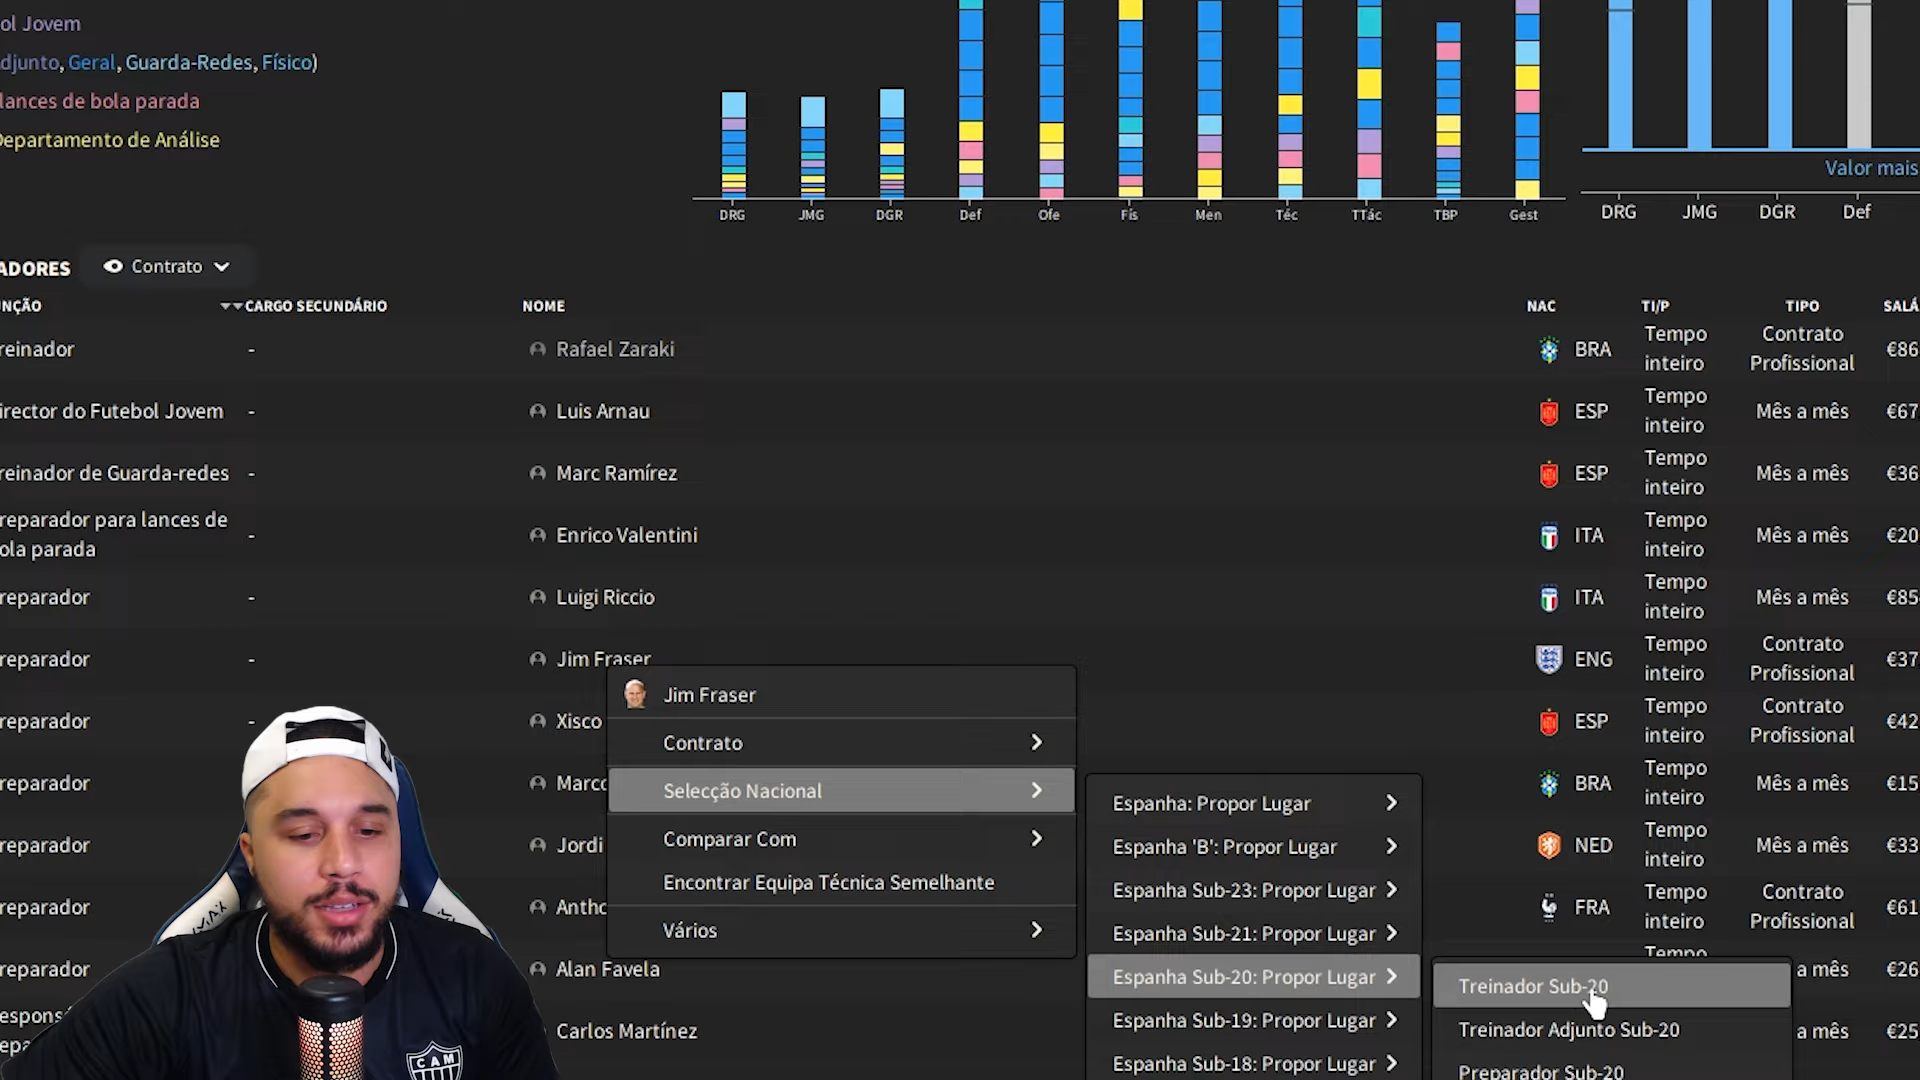 ol Jovem
djunto, Geral, Guarda-Redes, Físico)
lances de bola parada
Departamento de Análise
DRG JMG DGR Def Ofe Fís Men Téc TTác TBP Gest
Valor mais
DRG JMG DGR Def
ADORES Contrato
NÇÃO CARGO SECUNDÁRIO NOME NAC TI/P TIPO SALÁ
reinador - Rafael Zaraki BRA Tempo inteiro Contrato Profissional €86
irector do Futebol Jovem - Luis Arnau ESP Tempo inteiro Mês a mês €67
reinador de Guarda-redes - Marc Ramírez ESP Tempo inteiro Mês a mês €36
reparador para lances de ola parada - Enrico Valentini ITA Tempo inteiro Mês a mês €20
reparador - Luigi Riccio ITA Tempo inteiro Mês a mês €85
reparador - Jim Fraser ENG Tempo inteiro Contrato Profissional €37
reparador - Xisco ESP Tempo inteiro Contrato Profissional €42
reparador Marco BRA Tempo inteiro Mês a mês €15
reparador Jordi NED Tempo inteiro Mês a mês €33
reparador Antho FRA Tempo inteiro Contrato Profissional €61
reparador Alan Favela Tempo a mês €26
espons Carlos Martínez a mês €25
Jim Fraser
Contrato
Selecção Nacional
Comparar Com
Encontrar Equipa Técnica Semelhante
Vários
Espanha: Propor Lugar
Espanha 'B': Propor Lugar
Espanha Sub-23: Propor Lugar
Espanha Sub-21: Propor Lugar
Espanha Sub-20: Propor Lugar
Espanha Sub-19: Propor Lugar
Espanha Sub-18: Propor Lugar
Treinador Sub-20
Treinador Adjunto Sub-20
Preparador Sub-20
CAM